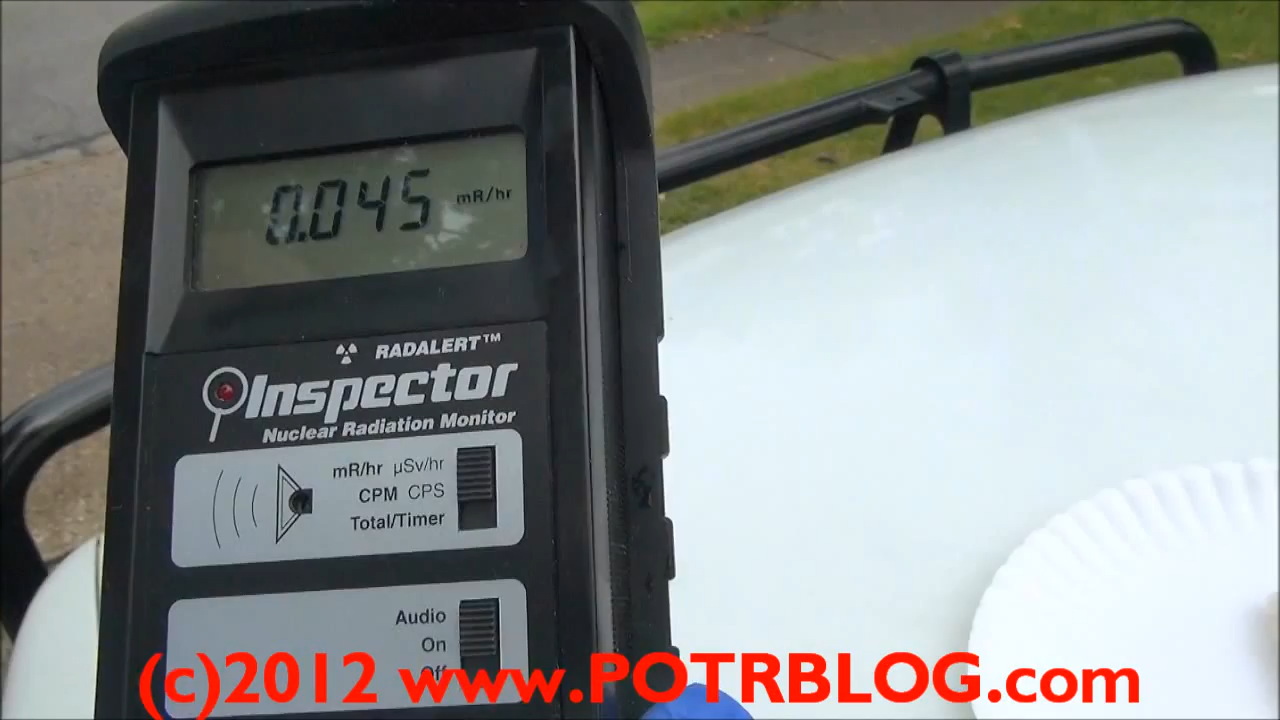 0.045 mR/hr
RADALERT™
Inspector
Nuclear Radiation Monitor
mR/hr µSv/hr
CPM CPS
Total/Timer
Audio
On
Off
(c)2012 www.POTRBLOG.com